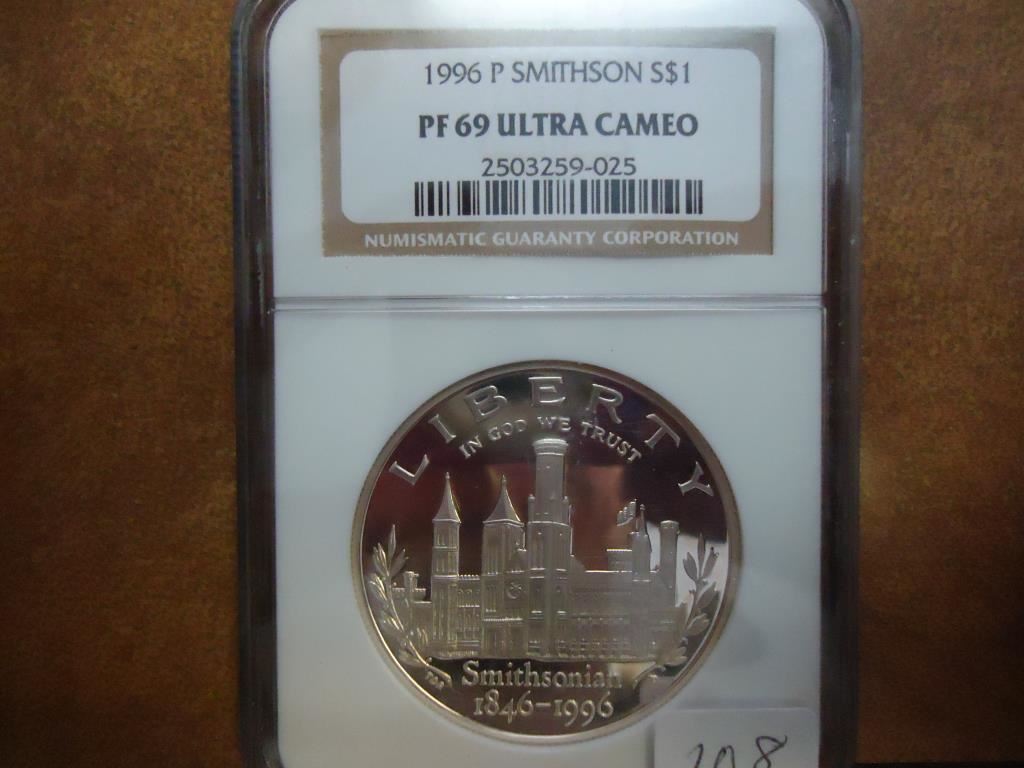 1996 P SMITHSON S$1
PF 69 ULTRA CAMEO
2503259-025
NUMISMATIC GUARANTY CORPORATION
LIBERTY
IN GOD WE TRUST
Smithsonian
1846-1996
208